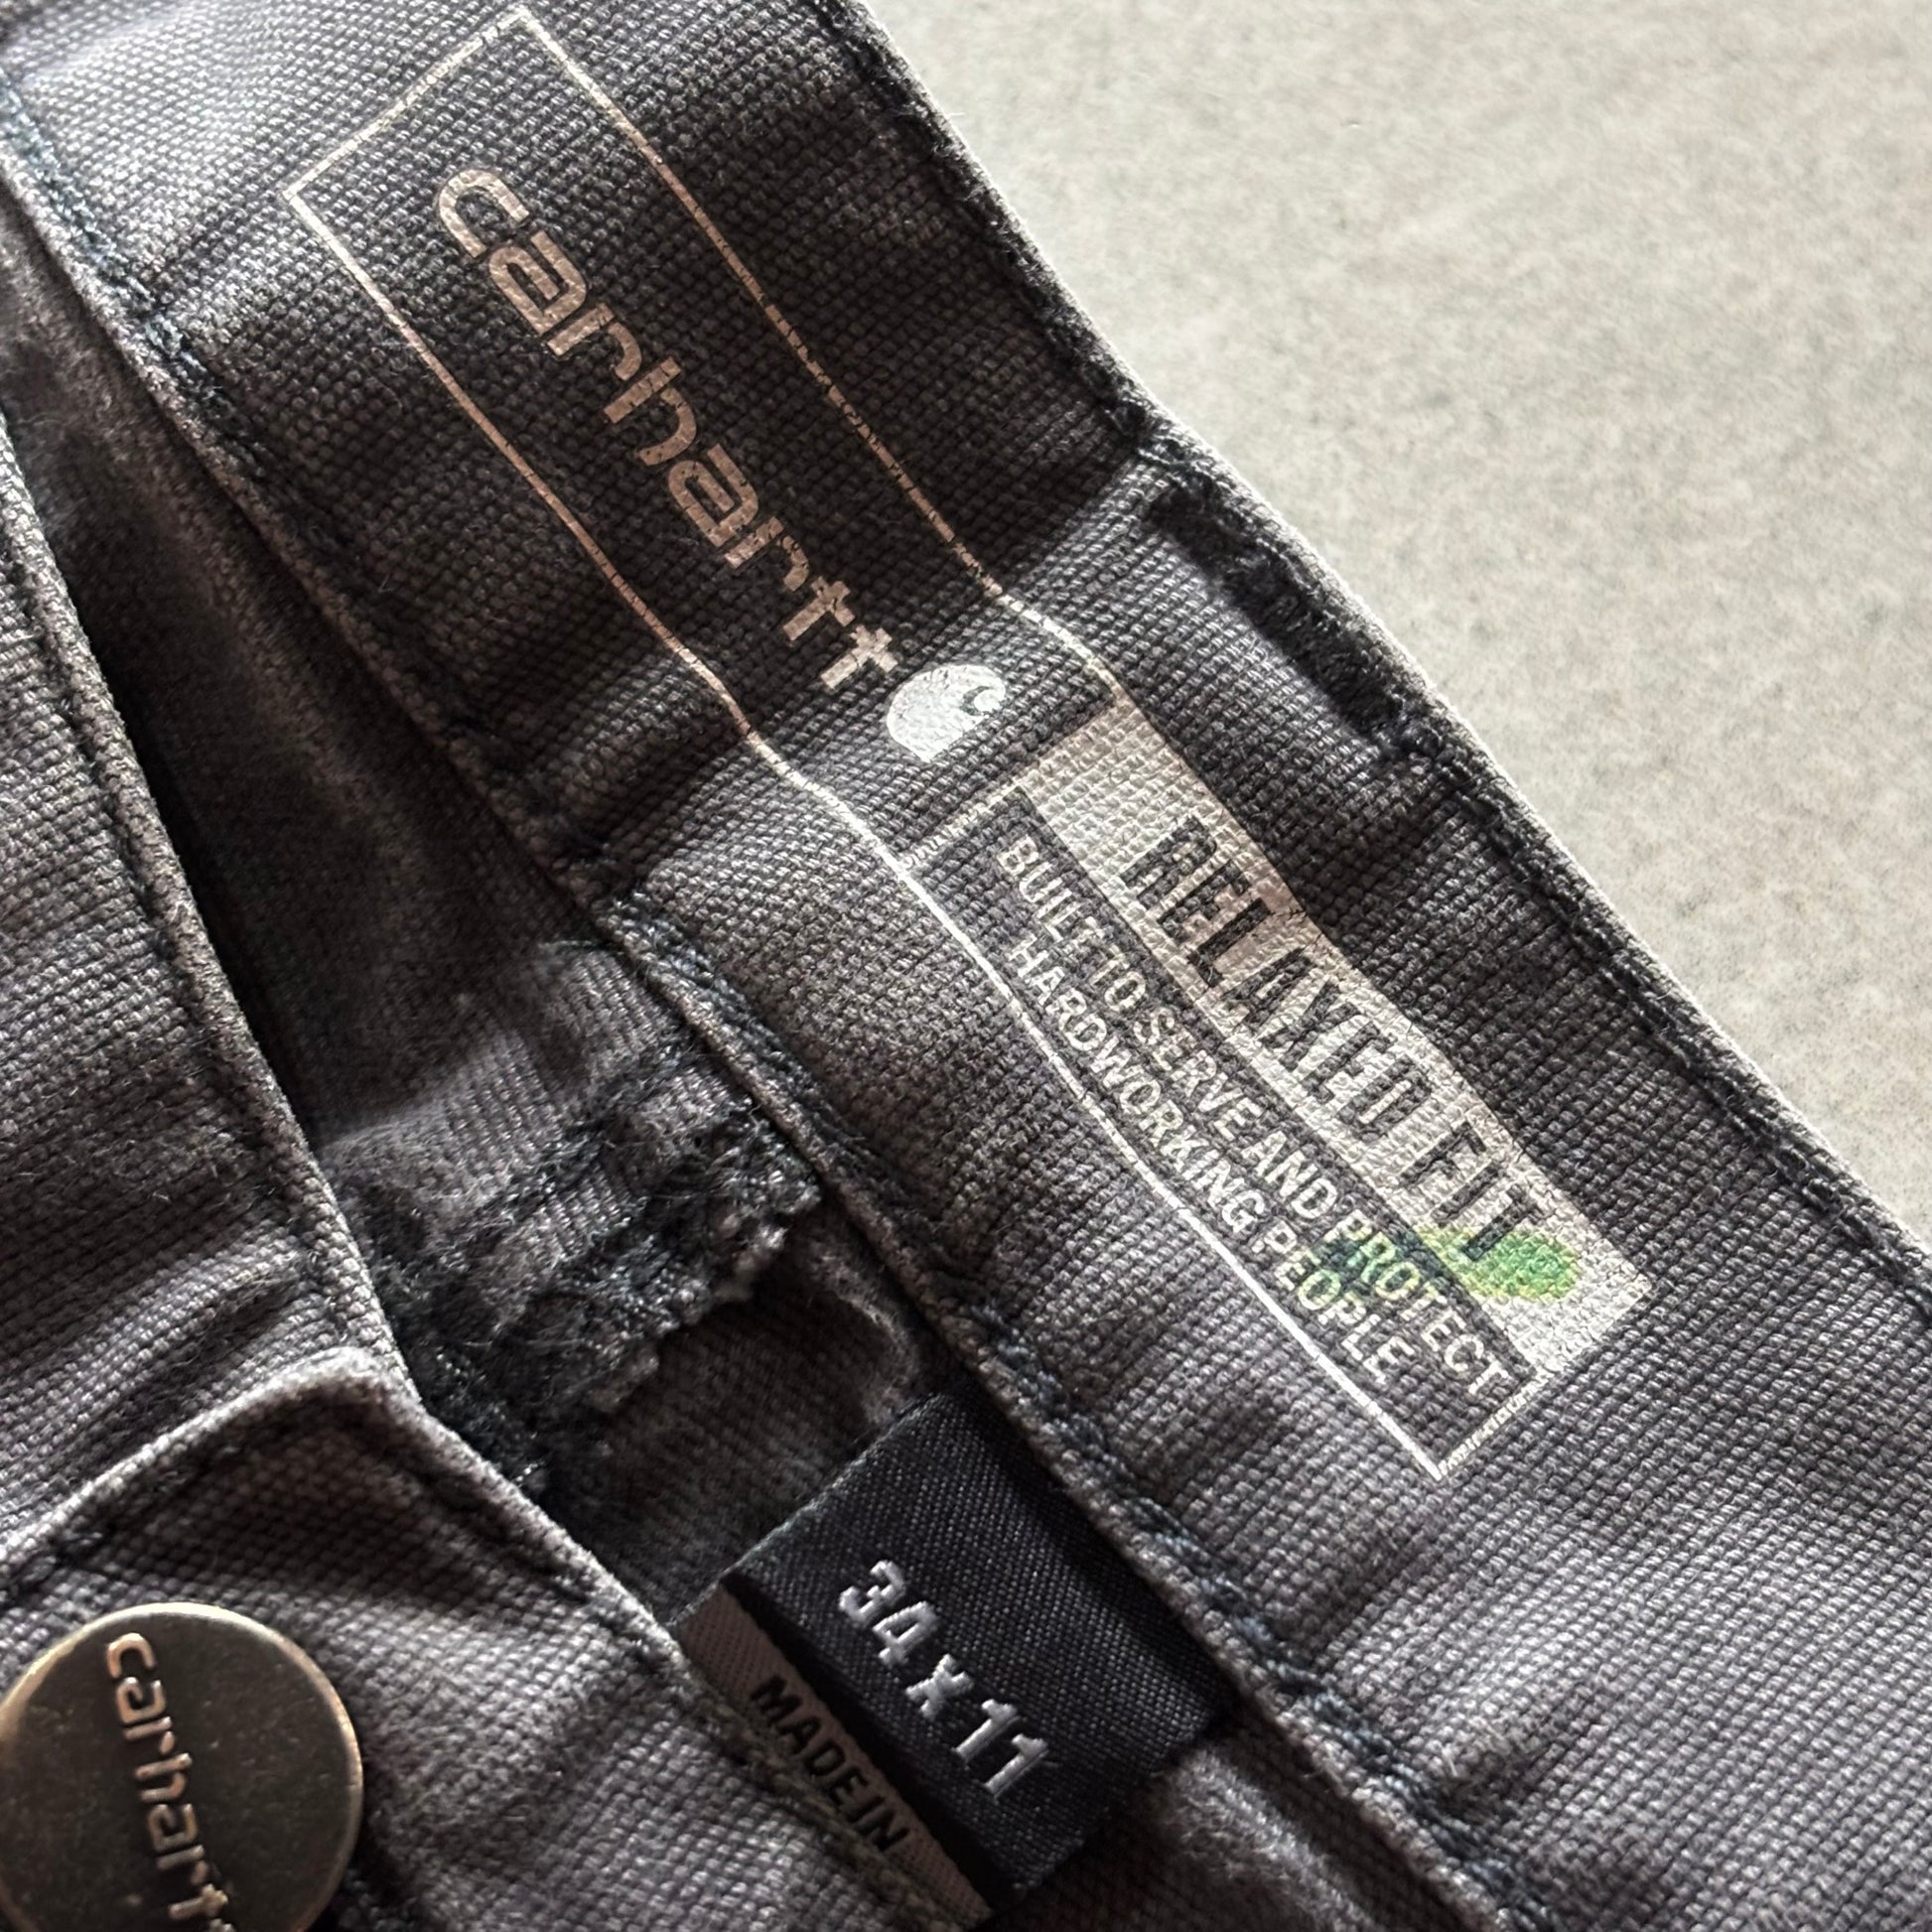 carhartt
RELAXED FIT
BUILT TO SERVE AND PROTECT
HARDWORKING PEOPLE
34 X 11
MADE IN
carhartt